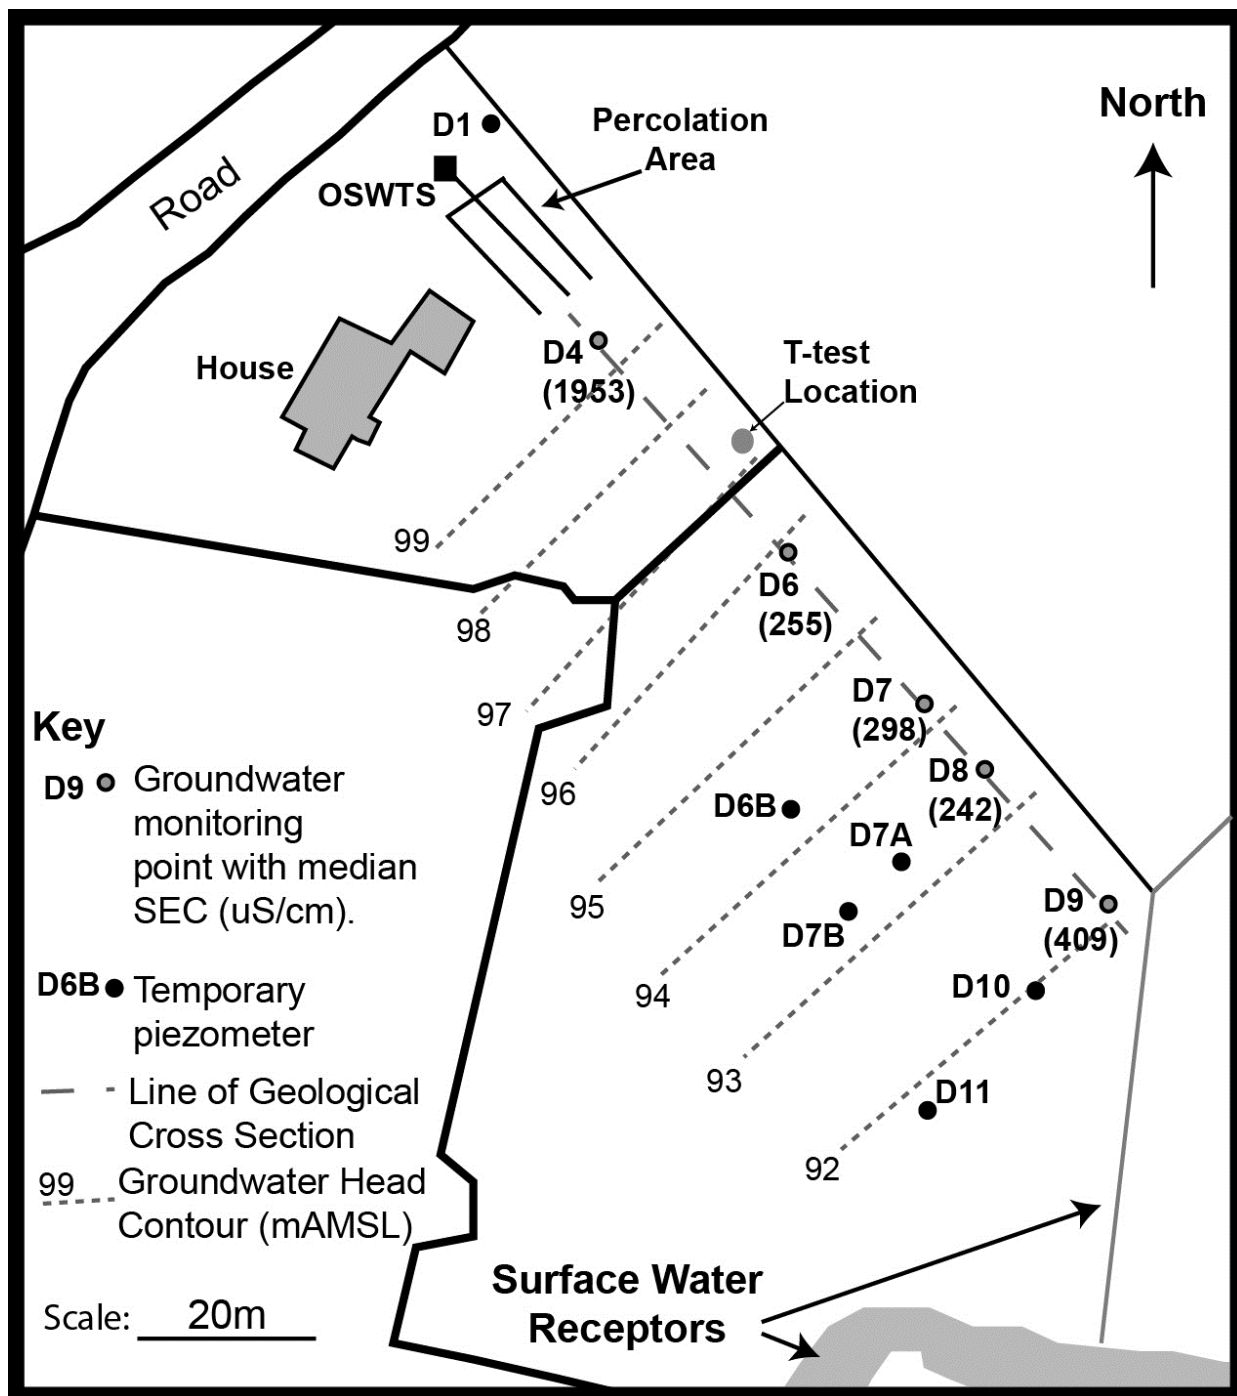 North
D1
Percolation
Area
OSWTS
Road
House
D4
(1953)
T-test
Location
99
98
97
96
95
94
93
92
D6
(255)
D7
(298)
D8
(242)
D6B
D7A
D7B
D9
(409)
D10
D11
Key
D9 Groundwater
monitoring
point with median
SEC (uS/cm).
D6B Temporary
piezometer
Line of Geological
Cross Section
99 Groundwater Head
Contour (mAMSL)
Scale: 20m
Surface Water
Receptors